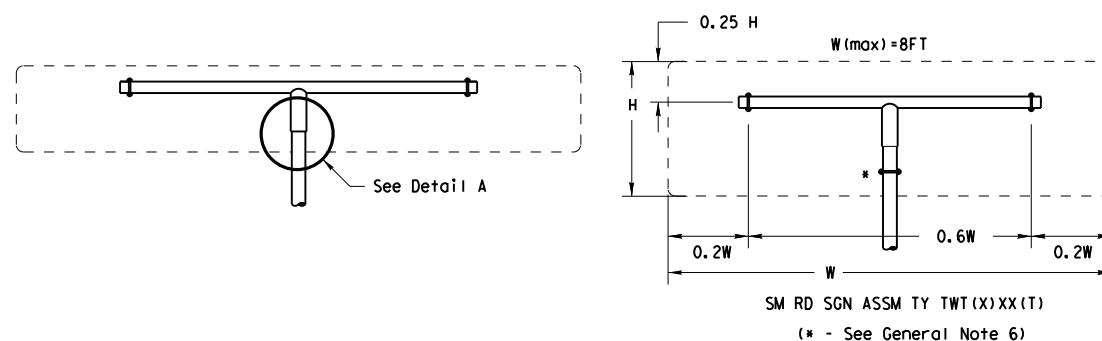 See Detail A
0.25 H
W(max)=8FT
H
*
0.2W
0.6W
0.2W
W
SM RD SGN ASSM TY TWT(X)XX(T)
(* - See General Note 6)